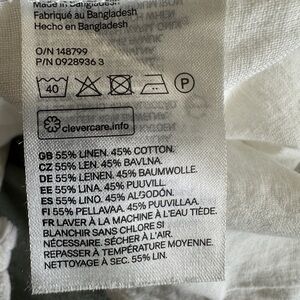 Made in Bangladesh
Fabriqué au Bangladesh
Hecho en Bangladesh
O/N 148799
P/N 0928936 3
40
P
clevercare.info
GB 55% LINEN. 45% COTTON.
CZ 55% LEN. 45% BAVLNA.
DE 55% LEINEN. 45% BAUMWOLLE.
EE 55% LINA. 45% PUUVILL.
ES 55% LINO. 45% ALGODÓN.
FI 55% PELLAVAA. 45% PUUVILLAA.
FR LAVER À LA MACHINE À L'EAU TIÈDE.
BLANCHIR SANS CHLORE SI
NÉCESSAIRE. SÉCHER À L'AIR.
REPASSER À TEMPÉRATURE MOYENNE.
NETTOYAGE À SEC. 55% LIN